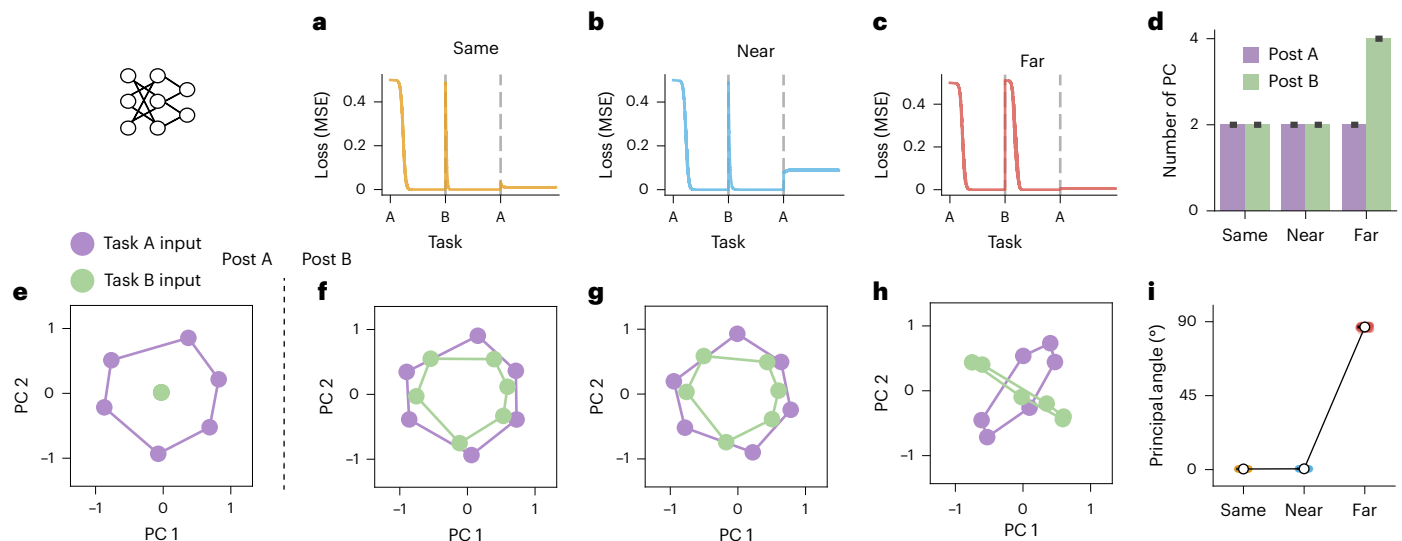 a
Same
Loss (MSE)
0.4
0.2
0
A B A
Task
b
Near
Loss (MSE)
0.4
0.2
0
A B A
Task
c
Far
Loss (MSE)
0.4
0.2
0
A B A
Task
d
Number of PC
4
2
0
Post A
Post B
Same Near Far
Task A input
Task B input
Post A Post B
e
PC 2
1
0
–1
–1 0 1
PC 1
f
PC 2
1
0
–1
–1 0 1
PC 1
g
PC 2
1
0
–1
–1 0 1
PC 1
h
PC 2
1
0
–1
–1 0 1
PC 1
i
Principal angle (°)
90
45
0
Same Near Far